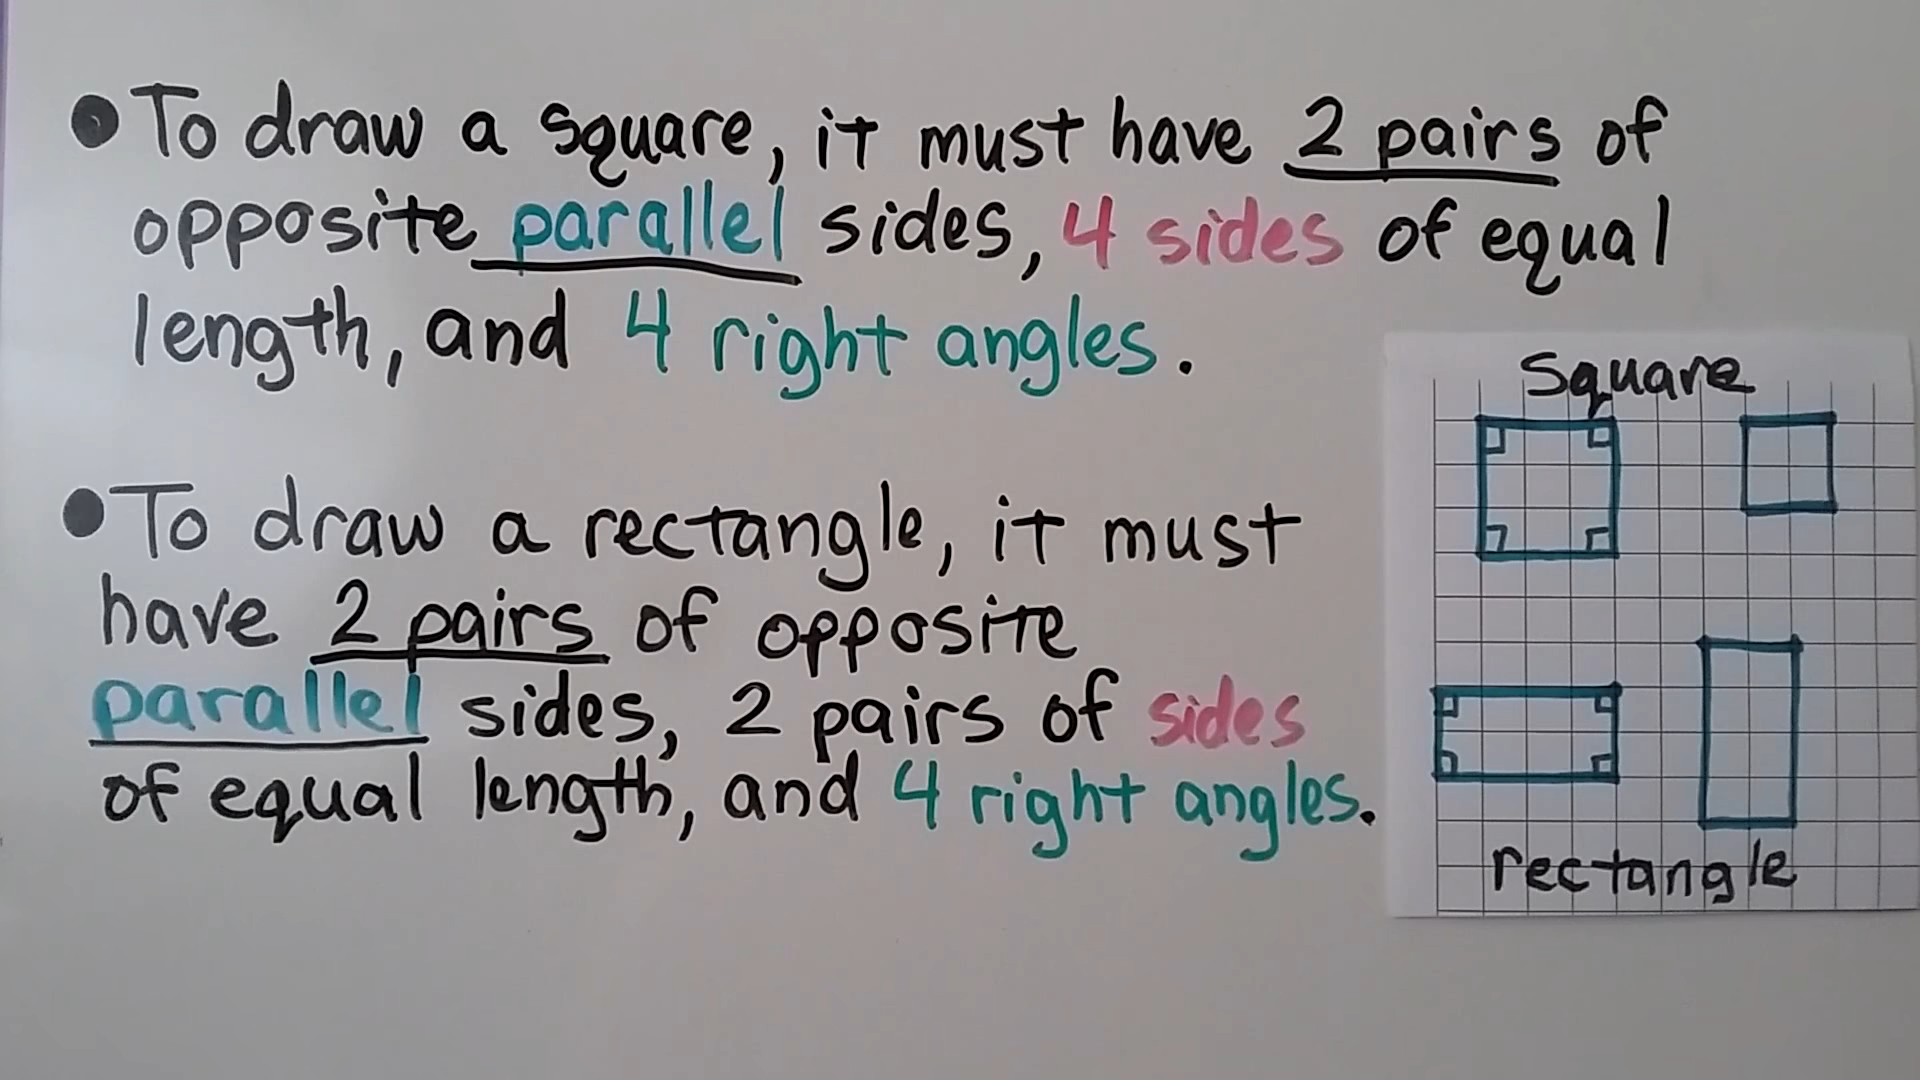 • To draw a square, it must have 2 pairs of
opposite parallel sides, 4 sides of equal
length, and 4 right angles.
square
• To draw a rectangle, it must
have 2 pairs of opposite
parallel sides, 2 pairs of sides
of equal length, and 4 right angles.
rectangle